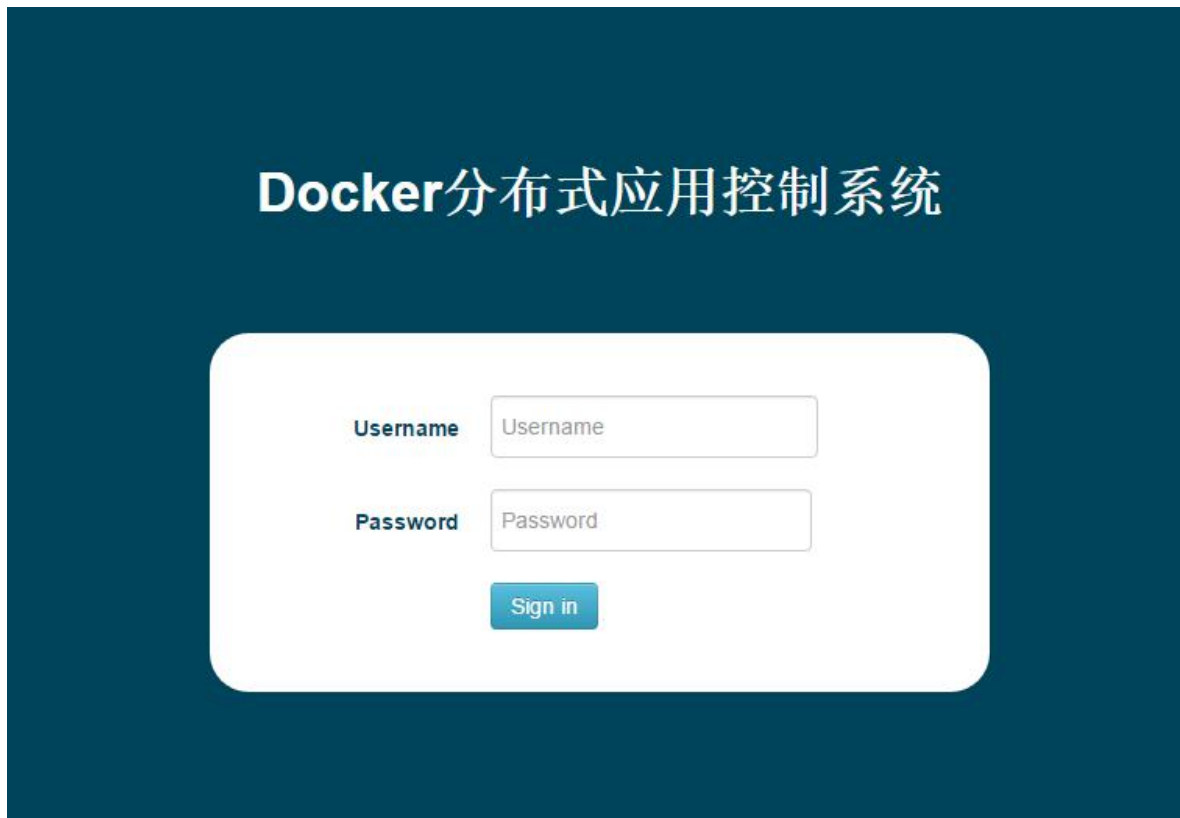 Docker分布式应用控制系统
Username Username
Password Password
Sign in